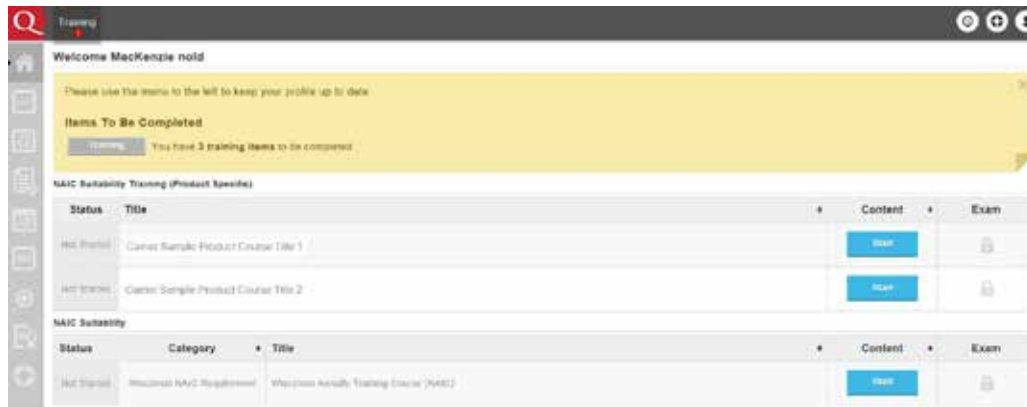 Q Training
Welcome MacKenzie nold
Please use the menu to the left to keep your profile up to date
Items To Be Completed
Training You have 3 training items to be completed
NAIC Suitability Training (Product Specific)
Status Title Content Exam
Not Started Carrier Sample Product Course Title 1 Start
Not Started Carrier Sample Product Course Title 2 Start
NAIC Suitability
Status Category Title Content Exam
Not Started Wisconsin NAIC Requirement Wisconsin Annuity Training Course (NAIC) Start